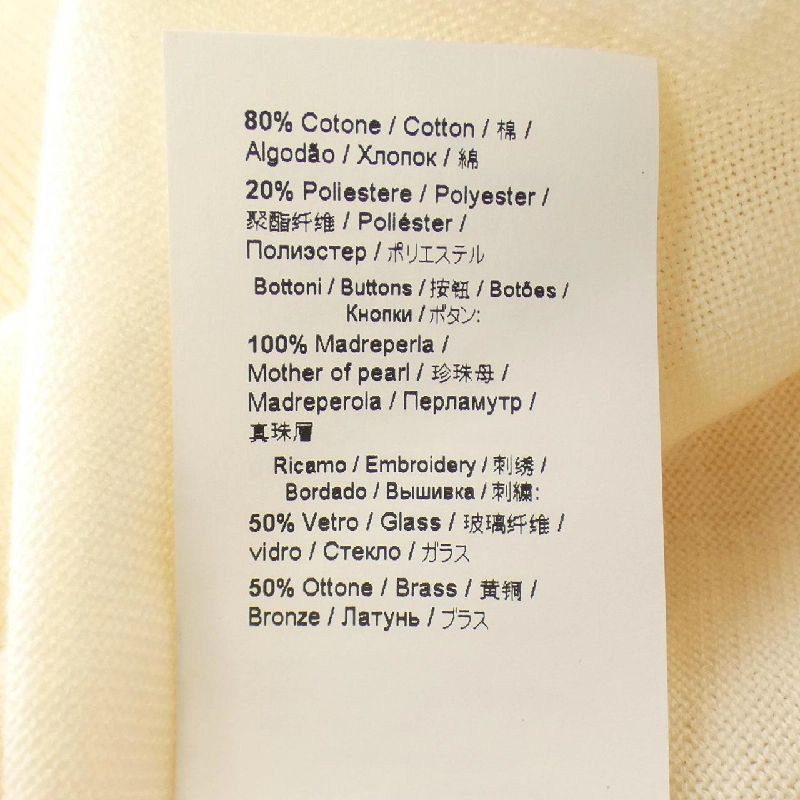 80% Cotone / Cotton / 棉 /
Algodão / Хлопок / 綿
20% Poliestere / Polyester /
聚酯纤维 / Poliéster /
Полиэстер / ポリエステル
Bottoni / Buttons / 按钮 / Botões /
Кнопки / ボタン:
100% Madreperla /
Mother of pearl / 珍珠母 /
Madreperola / Перламутр /
真珠層
Ricamo / Embroidery / 刺绣 /
Bordado / Вышивка / 刺繍:
50% Vetro / Glass / 玻璃纤维 /
vidro / Стекло / ガラス
50% Ottone / Brass / 黄铜 /
Bronze / Латунь / ブラス